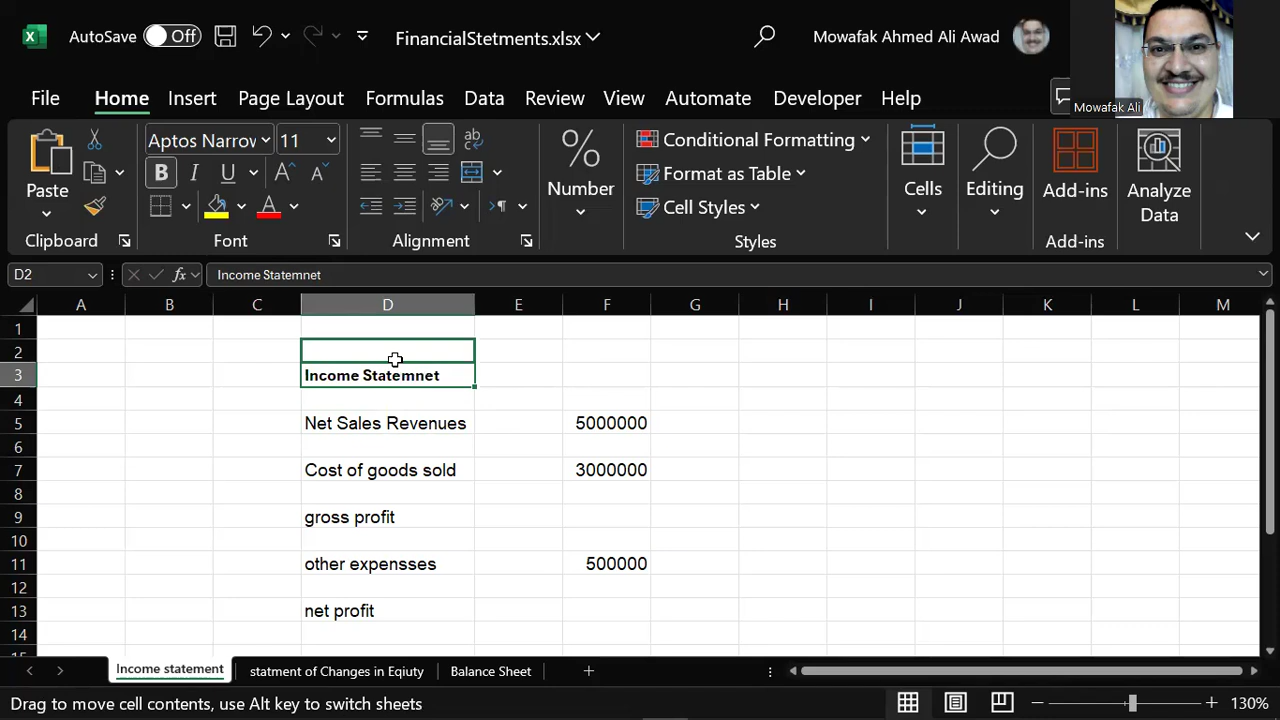 AutoSave Off FinancialStetments.xlsx Mowafak Ahmed Ali Awad
Mowafak Ali
File Home Insert Page Layout Formulas Data Review View Automate Developer Help
Paste Aptos Narrov 11 Number Conditional Formatting Cells Editing Add-ins Analyze Data
Format as Table
Cell Styles
Clipboard Font Alignment Styles Add-ins
D2 fx Income Statemnet
A B C D E F G H I J K L M
1
2
3 Income Statemnet
4
5 Net Sales Revenues 5000000
6
7 Cost of goods sold 3000000
8
9 gross profit
10
11 other expensses 500000
12
13 net profit
14
15
Income statement statment of Changes in Eqiuty Balance Sheet
Drag to move cell contents, use Alt key to switch sheets 130%